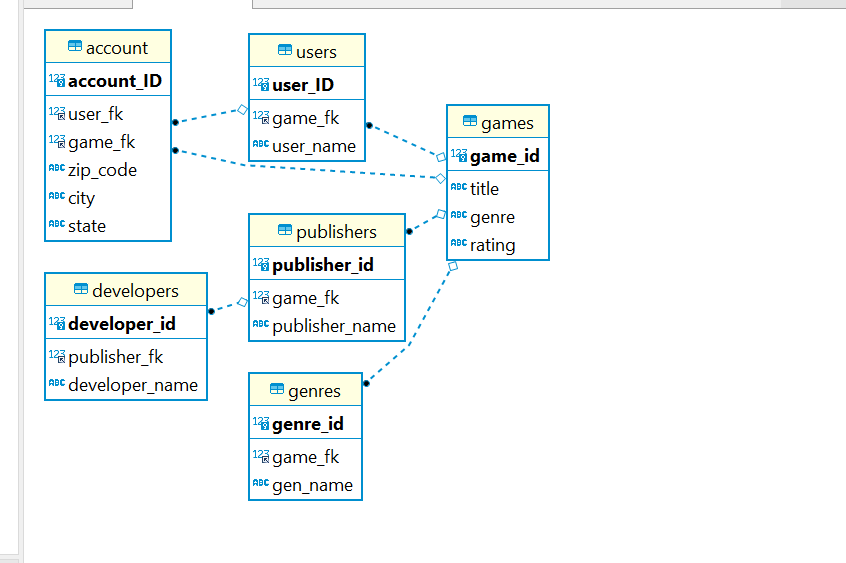 account
account_ID
user_fk
game_fk
zip_code
city
state
users
user_ID
game_fk
user_name
games
game_id
title
genre
rating
publishers
publisher_id
game_fk
publisher_name
developers
developer_id
publisher_fk
developer_name
genres
genre_id
game_fk
gen_name